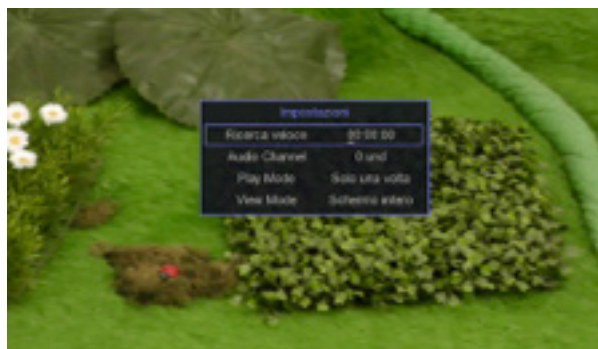 Impostazioni
Ricerca veloce 00:00:00
Audio Channel 0 und
Play Mode Solo una volta
View Mode Schermo intero